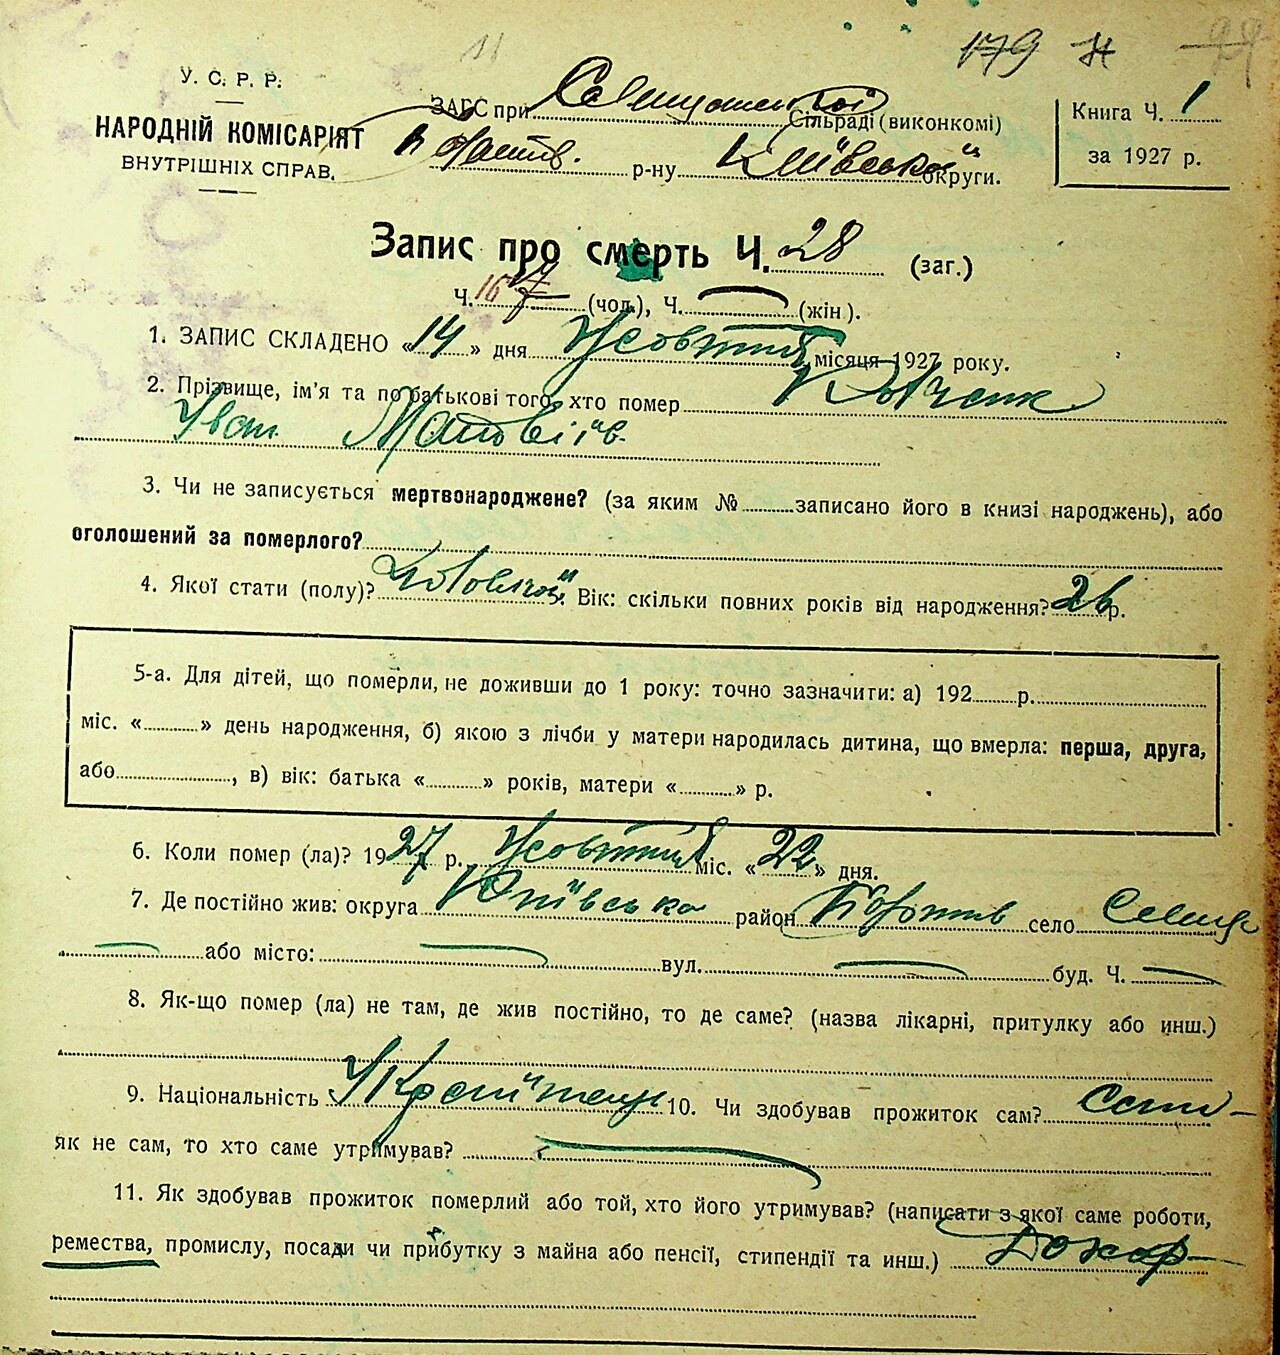 179
У. С. Р. Р.
НАРОДНІЙ КОМІСАРІЯТ
ВНУТРІШНІХ СПРАВ.
ЗАГС при Сільраді (виконкомі)
р-ну Київської округи.
Книга Ч. 1
за 1927 р.
Запис про смерть Ч. 28 (заг.)
Ч. 16 (чол.), Ч. (жін).
1. ЗАПИС СКЛАДЕНО « 14 » дня Жовтня місяця 1927 року.
2. Прізвище, ім'я та по батькові того, хто помер
Іван Матвіїв.
3. Чи не записується мертвонароджене? (за яким № записано його в книзі народжень), або
оголошений за померлого?
4. Якої стати (полу)? Вік: скільки повних років від народження? 26 р.
5-а. Для дітей, що померли, не доживши до 1 року: точно зазначити: а) 192 р.
міс. « » день народження, б) якою з лічби у матери народилась дитина, що вмерла: перша, друга,
або , в) вік: батька « » років, матери « » р.
6. Коли помер (ла)? 1927 р. Жовтня міс. « 22 » дня.
7. Де постійно жив: округа Київська район село
або місто: вул. буд. Ч.
8. Як-що помер (ла) не там, де жив постійно, то де саме? (назва лікарні, притулку або инш.)
9. Національність Українець 10. Чи здобував прожиток сам? Сам
як не сам, то хто саме утримував?
11. Як здобував прожиток померлий або той, хто його утримував? (написати з якої саме роботи,
ремества, промислу, посади чи прибутку з майна або пенсії, стипендії та инш.)